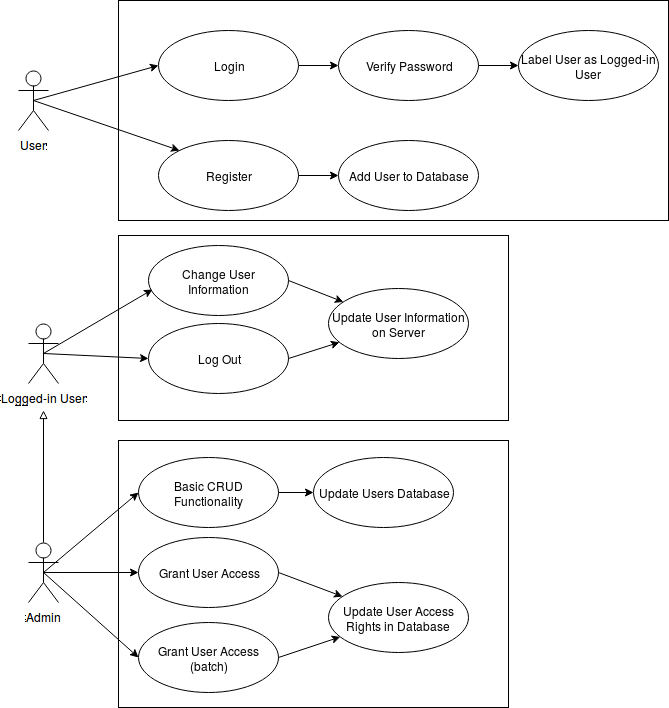 Login
Verify Password
Label User as Logged-in
User
User
Register
Add User to Database
Change User
Information
Update User Information
on Server
Log Out
Logged-in User
Basic CRUD
Functionality
Update Users Database
Grant User Access
Update User Access
Rights in Database
Admin
Grant User Access
(batch)